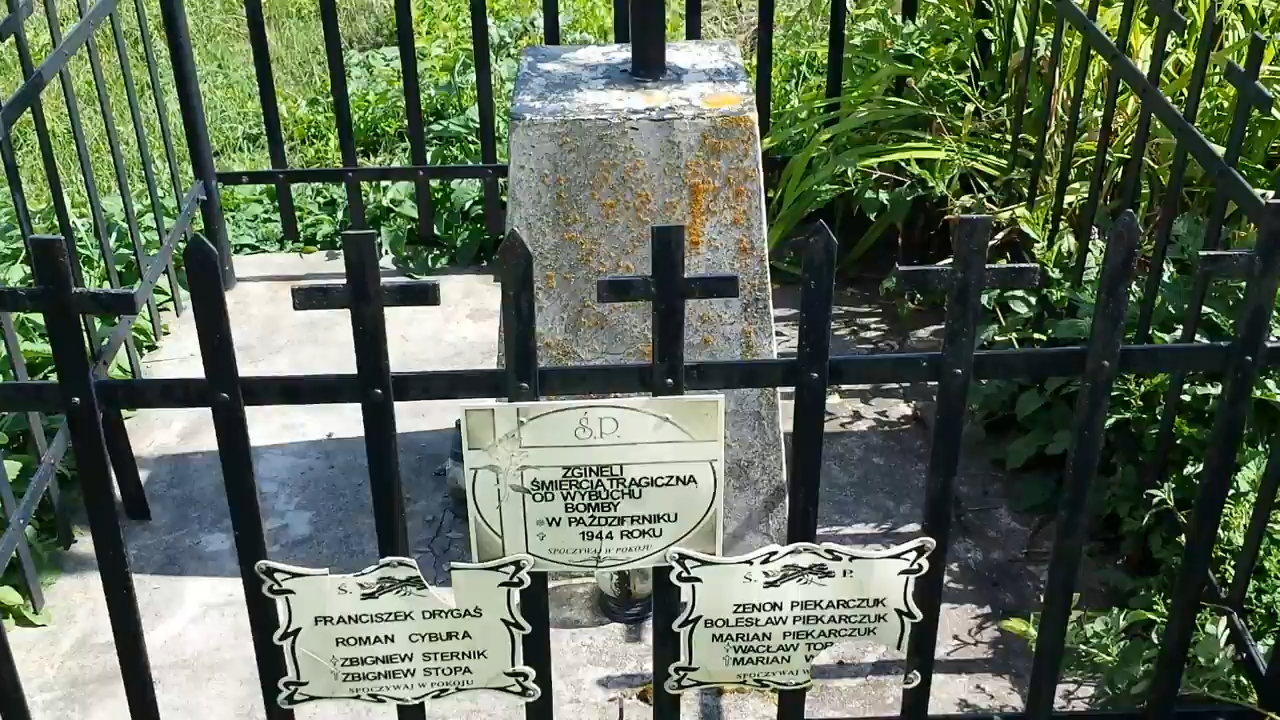 Ś.P.
ZGINELI
ŚMIERCIĄ TRAGICZNĄ
OD WYBUCHU
BOMBY
W PAŹDZIERNIKU
1944 ROKU
SPOCZYWAJ W POKOJU
Ś.
FRANCISZEK DRYGAŚ
ROMAN CYBURA
ZBIGNIEW STERNIK
ZBIGNIEW STOPA
SPOCZYWAJ W POKOJU
Ś. P.
ZENON PIEKARCZUK
BOLESŁAW PIEKARCZUK
MARIAN PIEKARCZUK
WACŁAW
MARIAN
SPOCZYWAJ W